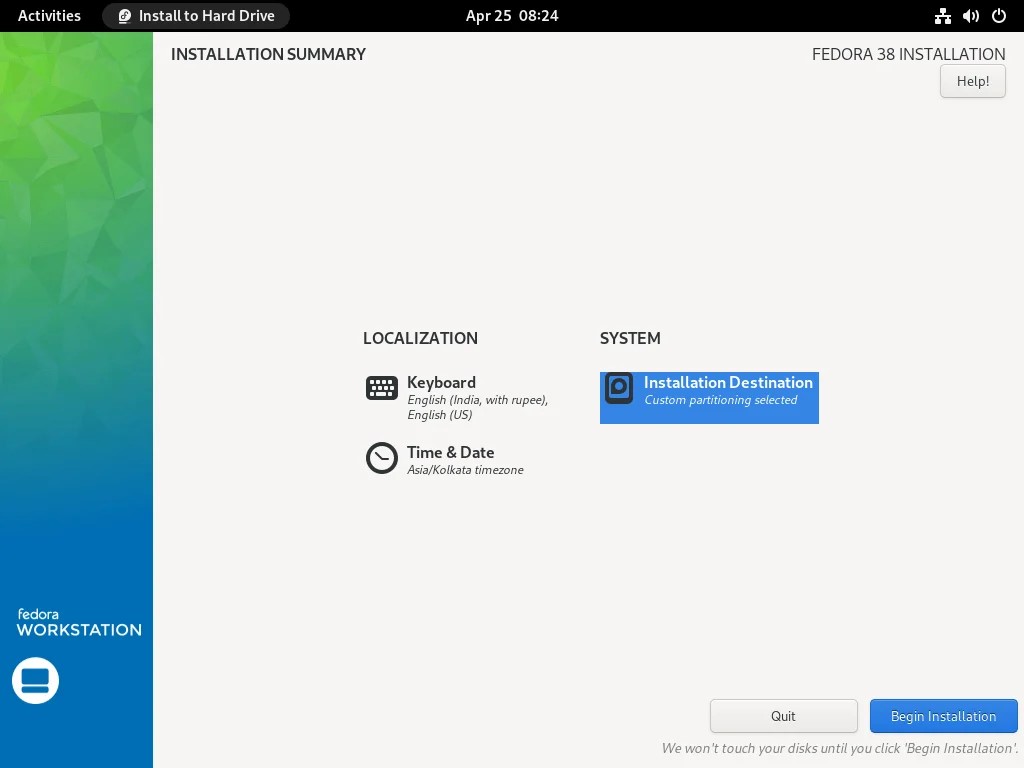 Activities
Install to Hard Drive
Apr 25 08:24
INSTALLATION SUMMARY
FEDORA 38 INSTALLATION
Help!
LOCALIZATION
Keyboard
English (India, with rupee),
English (US)
Time & Date
Asia/Kolkata timezone
SYSTEM
Installation Destination
Custom partitioning selected
fedora
WORKSTATION
Quit
Begin Installation
We won't touch your disks until you click 'Begin Installation'.